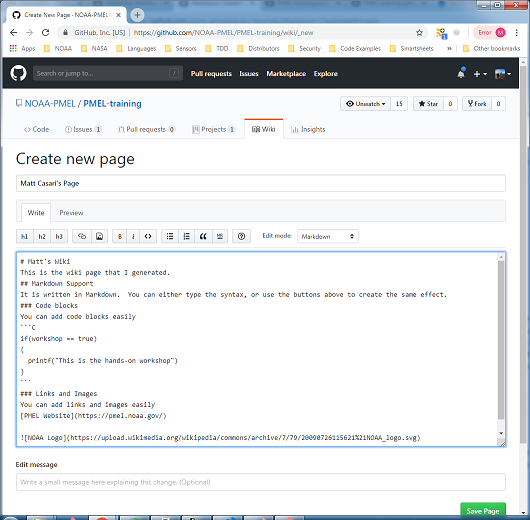 Create New Page · NOAA-PMEL
GitHub, Inc. [US] | https://github.com/NOAA-PMEL/PMEL-training/wiki/_new
Error M
Apps NOAA NASA Languages Sensors TDD Distributors Security Code Examples Smartsheets » Other bookmarks
Search or jump to... / Pull requests Issues Marketplace Explore
NOAA-PMEL / PMEL-training
Unwatch 15 Star 0 Fork 0
Code Issues 1 Pull requests 0 Projects 1 Wiki Insights
Create new page
Matt Casari's Page
Write Preview
h1 h2 h3 B i <> Edit mode: Markdown
# Matt's Wiki
This is the wiki page that I generated.
## Markdown Support
It is written in Markdown.  You can either type the syntax, or use the buttons above to create the same effect.
### Code blocks
You can add code blocks easily
```C
if(workshop == true)
{
  printf("This is the hands-on workshop")
}
```
### Links and Images
You can add links and images easily
[PMEL Website](https://pmel.noaa.gov/)
![NOAA Logo](https://upload.wikimedia.org/wikipedia/commons/archive/7/79/20090726115621%21NOAA_logo.svg)
Edit message
Write a small message here explaining this change. (Optional)
Save Page